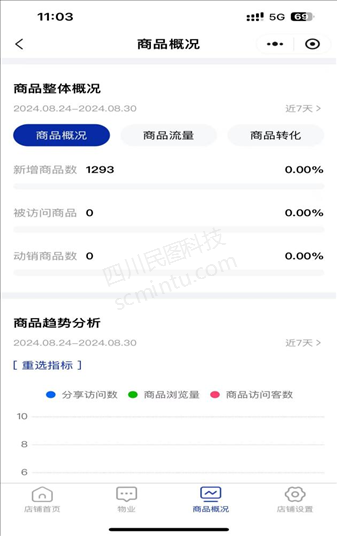 11:03
5G 69
商品概况
商品整体概况
2024.08.24-2024.08.30
近7天 >
商品概况 商品流量 商品转化
新增商品数 1293 0.00%
被访问商品 0 0.00%
动销商品数 0 0.00%
四川民图科技
scmintu.com
商品趋势分析
2024.08.24-2024.08.30
近7天 >
[ 重选指标 ]
分享访问数 商品浏览量 商品访问客数
10
8
6
店铺首页 物业 商品概况 店铺设置